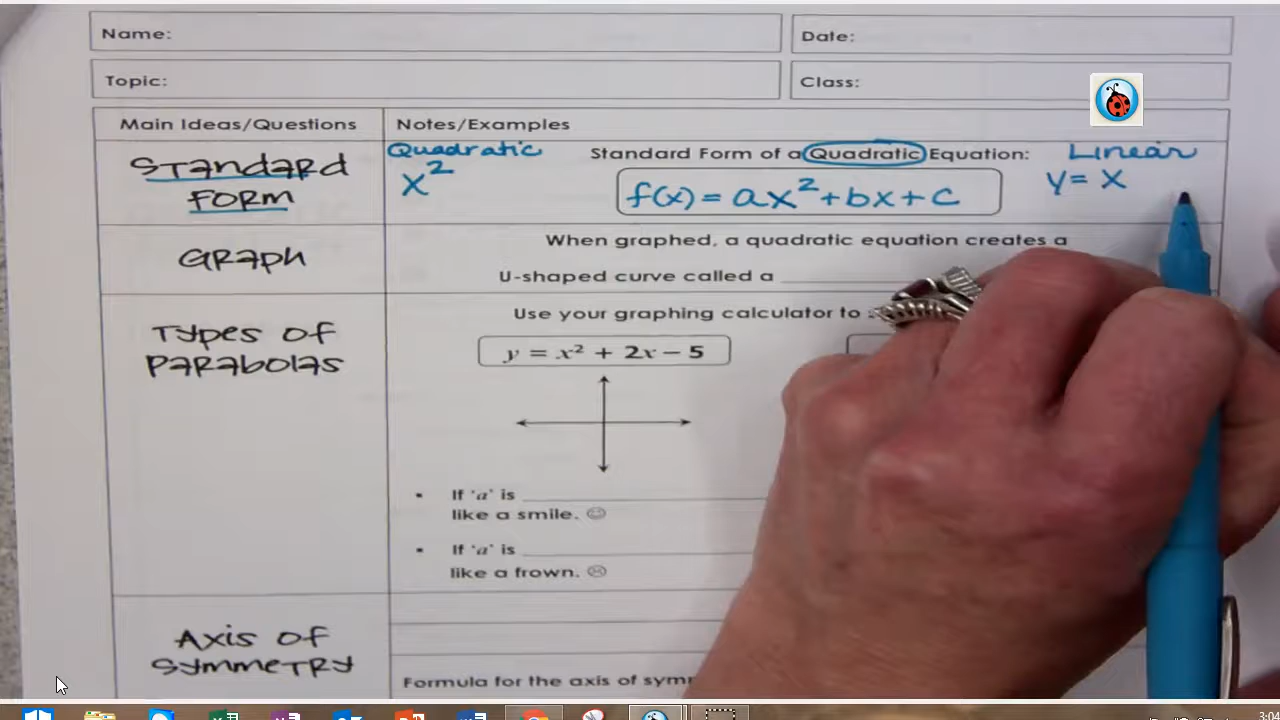 Name:
Date:
Topic:
Class:
Main Ideas/Questions
Notes/Examples
Standard
Form
Quadratic
x²
Standard Form of a Quadratic Equation:
f(x) = ax² + bx + c
Linear
y = x
Graph
When graphed, a quadratic equation creates a
U-shaped curve called a
Types of
Parabolas
Use your graphing calculator to
y = x² + 2x − 5
• If 'a' is
like a smile. ☺
• If 'a' is
like a frown. ☹
Axis of
Symmetry
Formula for the axis of symm
3:04